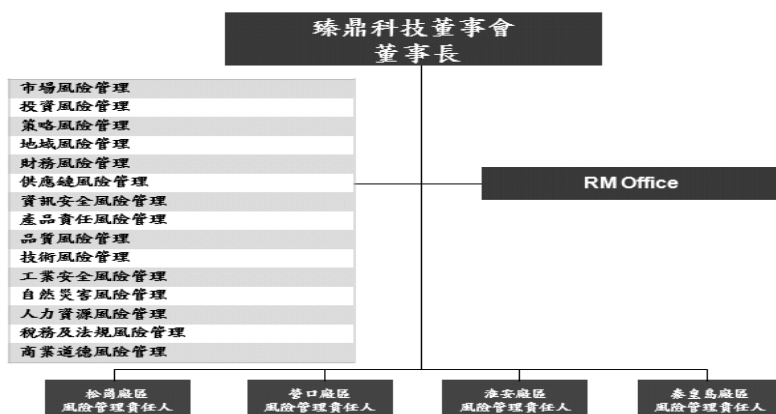 臻鼎科技董事會
董事長
市場風險管理
投資風險管理
策略風險管理
地域風險管理
財務風險管理
供應鏈風險管理
資訊安全風險管理
產品責任風險管理
品質風險管理
技術風險管理
工業安全風險管理
自然災害風險管理
人力資源風險管理
稅務及法規風險管理
商業道德風險管理
RM Office
松崗廠區
風險管理責任人
營口廠區
風險管理責任人
淮安廠區
風險管理責任人
秦皇島廠區
風險管理責任人